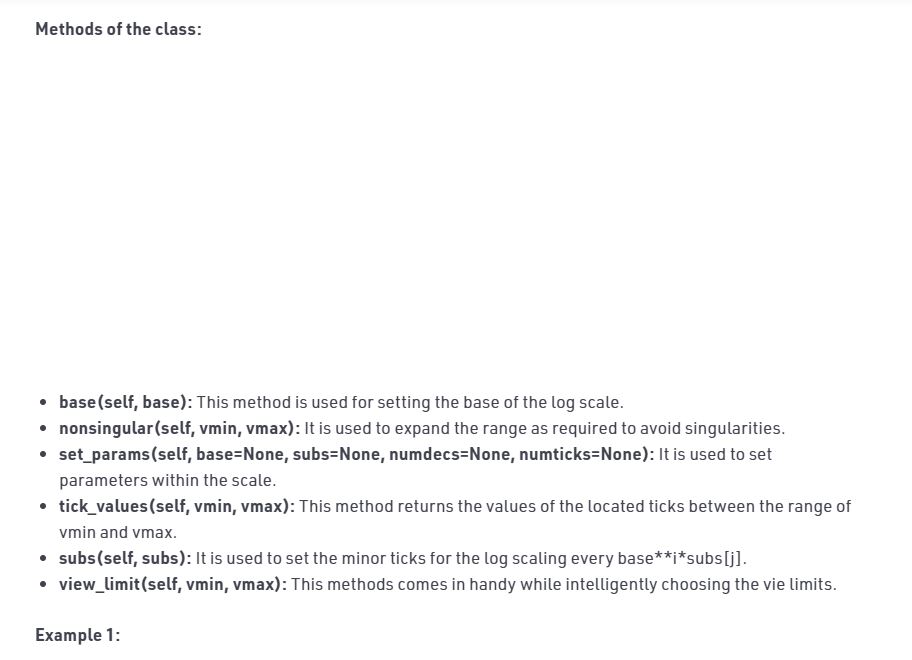 Methods of the class:
base(self, base): This method is used for setting the base of the log scale.
nonsingular(self, vmin, vmax): It is used to expand the range as required to avoid singularities.
set_params(self, base=None, subs=None, numdecs=None, numticks=None): It is used to set
parameters within the scale.
tick_values(self, vmin, vmax): This method returns the values of the located ticks between the range of
vmin and vmax.
subs(self, subs): It is used to set the minor ticks for the log scaling every base**i*subs[j].
view_limit(self, vmin, vmax): This methods comes in handy while intelligently choosing the vie limits.
Example 1: